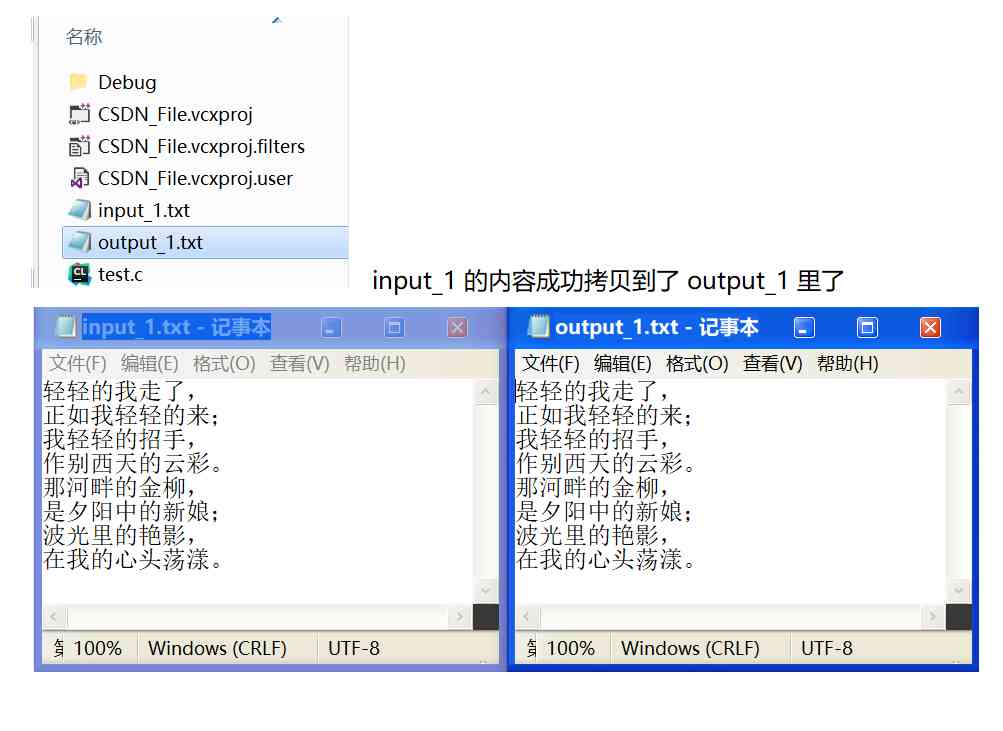 名称
Debug
CSDN_File.vcxproj
CSDN_File.vcxproj.filters
CSDN_File.vcxproj.user
input_1.txt
output_1.txt
test.c
input_1 的内容成功拷贝到了 output_1 里了
input_1.txt - 记事本
文件(F) 编辑(E) 格式(O) 查看(V) 帮助(H)
轻轻的我走了，
正如我轻轻的来；
我轻轻的招手，
作别西天的云彩。
那河畔的金柳，
是夕阳中的新娘；
波光里的艳影，
在我的心头荡漾。
100% Windows (CRLF) UTF-8
output_1.txt - 记事本
文件(F) 编辑(E) 格式(O) 查看(V) 帮助(H)
轻轻的我走了，
正如我轻轻的来；
我轻轻的招手，
作别西天的云彩。
那河畔的金柳，
是夕阳中的新娘；
波光里的艳影，
在我的心头荡漾。
100% Windows (CRLF) UTF-8